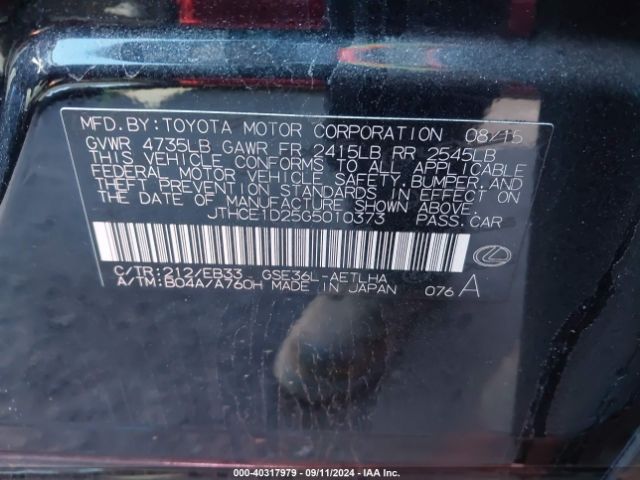 MFD.BY:TOYOTA MOTOR CORPORATION 08/15
GVWR 4735LB GAWR FR 2415LB RR 2545LB
THIS VEHICLE CONFORMS TO ALL APPLICABLE
FEDERAL MOTOR VEHICLE SAFETY, BUMPER, AND
THEFT PREVENTION STANDARDS IN EFFECT ON
THE DATE OF MANUFACTURE SHOWN ABOVE.
JTHCE1D25G5010373 PASS.CAR
C/TR:212/EB33 GSE36L-AETLHA
A/TM:B04A/A760H MADE IN JAPAN 076 A
000-40317979 - 09/11/2024 - IAA Inc.